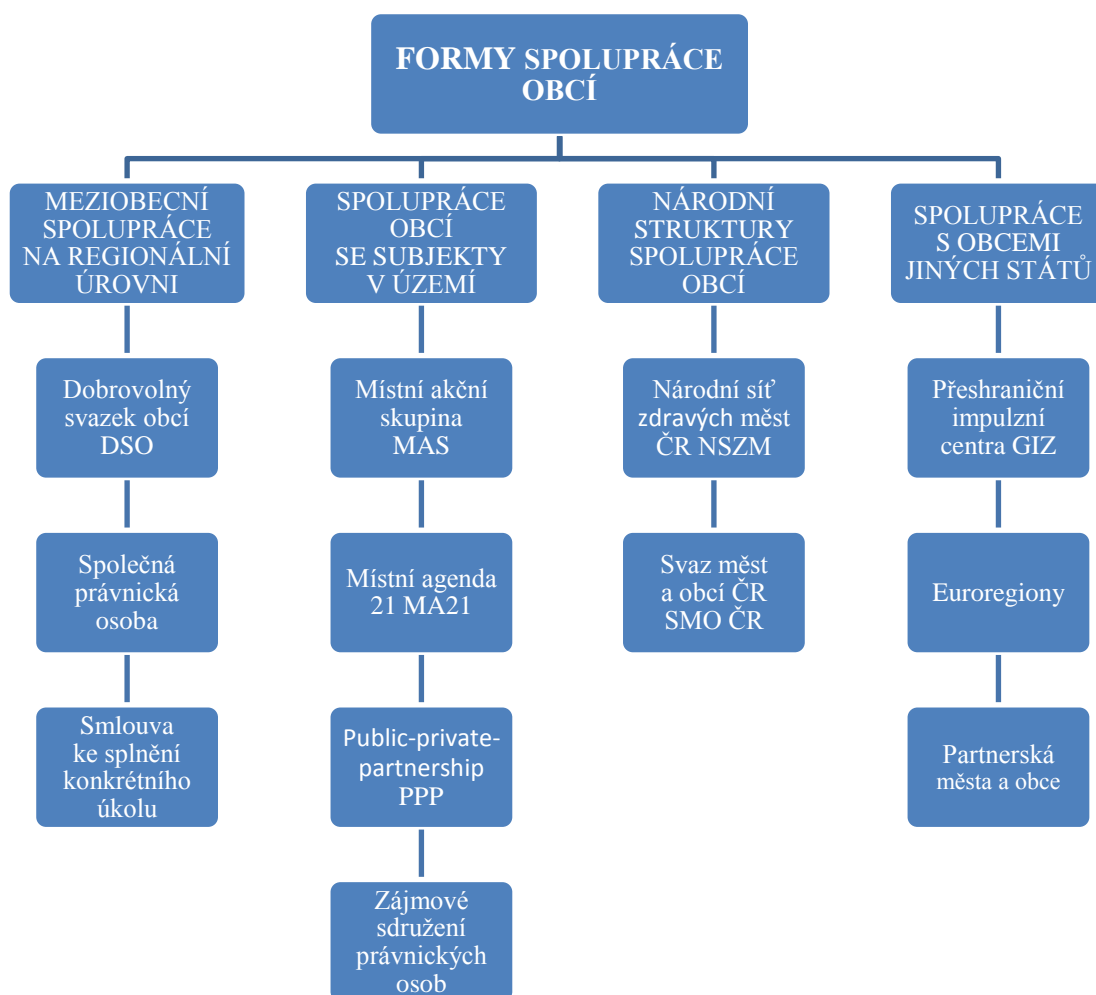 FORMY SPOLUPRÁCE
OBCÍ
MEZIOBECNÍ
SPOLUPRÁCE
NA REGIONÁLNÍ
ÚROVNI
Dobrovolný
svazek obcí
DSO
Společná
právnická
osoba
Smlouva
ke splnění
konkrétního
úkolu
SPOLUPRÁCE
OBCÍ
SE SUBJEKTY
V ÚZEMÍ
Místní akční
skupina
MAS
Místní agenda
21 MA21
Public-private-
partnership
PPP
Zájmové
sdružení
právnických
osob
NÁRODNÍ
STRUKTURY
SPOLUPRÁCE
OBCÍ
Národní síť
zdravých měst
ČR NSZM
Svaz měst
a obcí ČR
SMO ČR
SPOLUPRÁCE
S OBCEMI
JINÝCH STÁTŮ
Přeshraniční
impulzní
centra GIZ
Euroregiony
Partnerská
města a obce